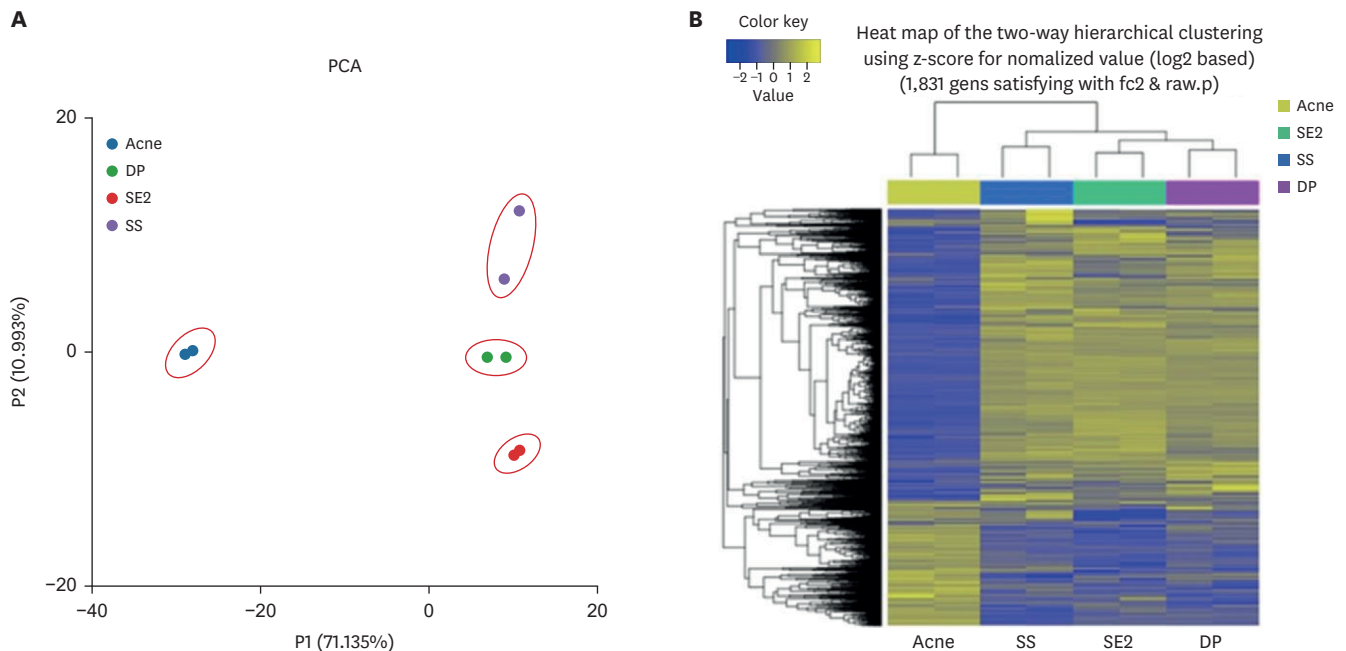 A
PCA
20
0
−20
−40
−20
0
20
P1 (71.135%)
P2 (10.993%)
Acne
DP
SE2
SS
B
Color key
−2 −1 0 1 2
Value
Heat map of the two-way hierarchical clustering
using z-score for nomalized value (log2 based)
(1,831 gens satisfying with fc2 & raw.p)
Acne
SE2
SS
DP
Acne SS SE2 DP